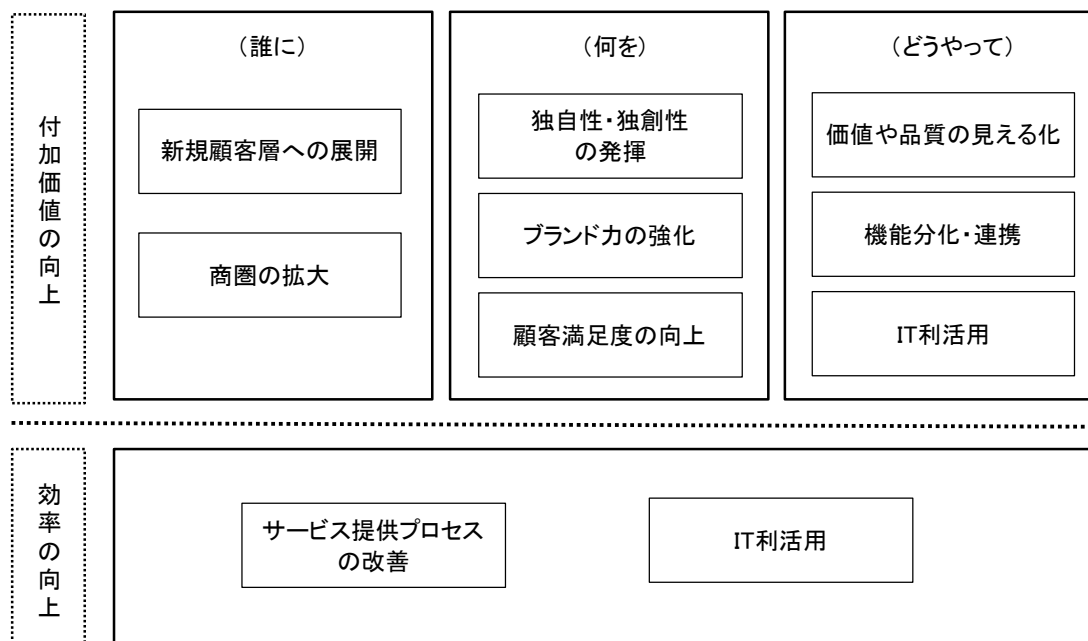 付加価値の向上
（誰に）
新規顧客層への展開
商圏の拡大
（何を）
独自性・独創性
の発揮
ブランド力の強化
顧客満足度の向上
（どうやって）
価値や品質の見える化
機能分化・連携
IT利活用
効率の向上
サービス提供プロセス
の改善
IT利活用